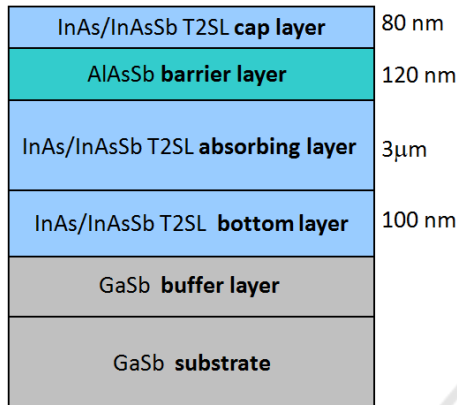 InAs/InAsSb T2SL cap layer 80 nm
AlAsSb barrier layer 120 nm
InAs/InAsSb T2SL absorbing layer 3μm
InAs/InAsSb T2SL bottom layer 100 nm
GaSb buffer layer
GaSb substrate